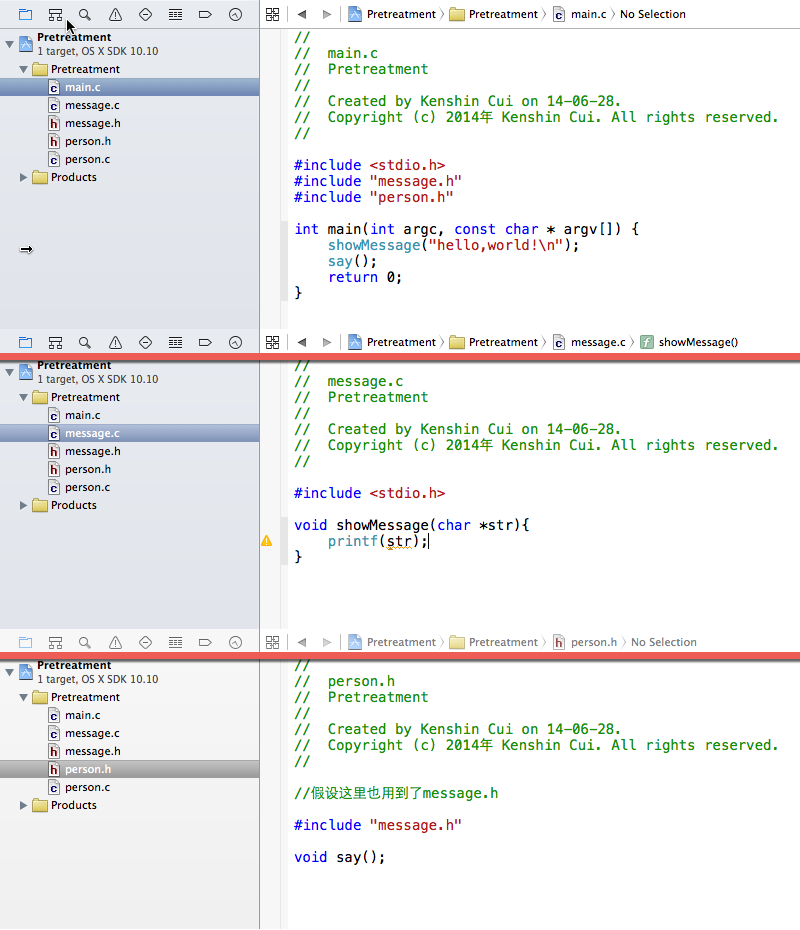 Pretreatment
1 target, OS X SDK 10.10
Pretreatment
main.c
message.c
message.h
person.h
person.c
Products
Pretreatment 〉 Pretreatment 〉 main.c 〉 No Selection
//
//  main.c
//  Pretreatment
//
//  Created by Kenshin Cui on 14-06-28.
//  Copyright (c) 2014年 Kenshin Cui. All rights reserved.
//
#include <stdio.h>
#include "message.h"
#include "person.h"
int main(int argc, const char * argv[]) {
    showMessage("hello,world!\n");
    say();
    return 0;
}
Pretreatment 〉 Pretreatment 〉 message.c 〉 showMessage()
Pretreatment
1 target, OS X SDK 10.10
Pretreatment
main.c
message.c
message.h
person.h
person.c
Products
//
//  message.c
//  Pretreatment
//
//  Created by Kenshin Cui on 14-06-28.
//  Copyright (c) 2014年 Kenshin Cui. All rights reserved.
//
#include <stdio.h>
void showMessage(char *str){
    printf(str);
}
Pretreatment 〉 Pretreatment 〉 person.h 〉 No Selection
Pretreatment
1 target, OS X SDK 10.10
Pretreatment
main.c
message.c
message.h
person.h
person.c
Products
//
//  person.h
//  Pretreatment
//
//  Created by Kenshin Cui on 14-06-28.
//  Copyright (c) 2014年 Kenshin Cui. All rights reserved.
//
//假设这里也用到了message.h
#include "message.h"
void say();